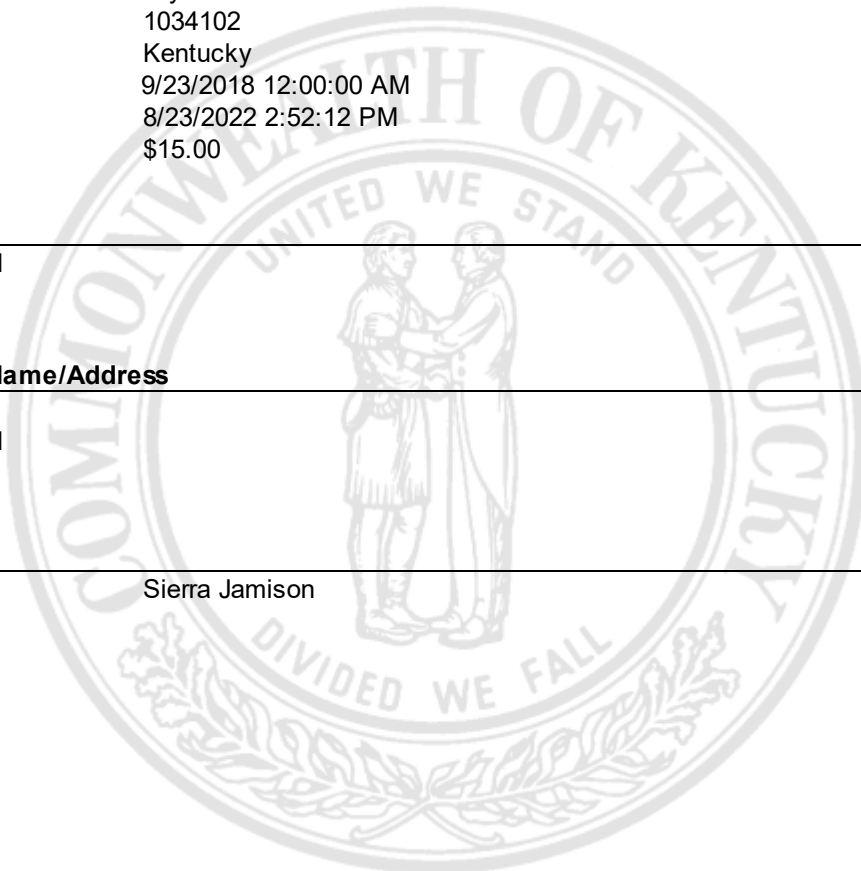 1034102
Kentucky
9/23/2018 12:00:00 AM
8/23/2022 2:52:12 PM
$15.00
COMMONWEALTH OF KENTUCKY
UNITED WE STAND
ame/Address
Sierra Jamison
DIVIDED WE FALL